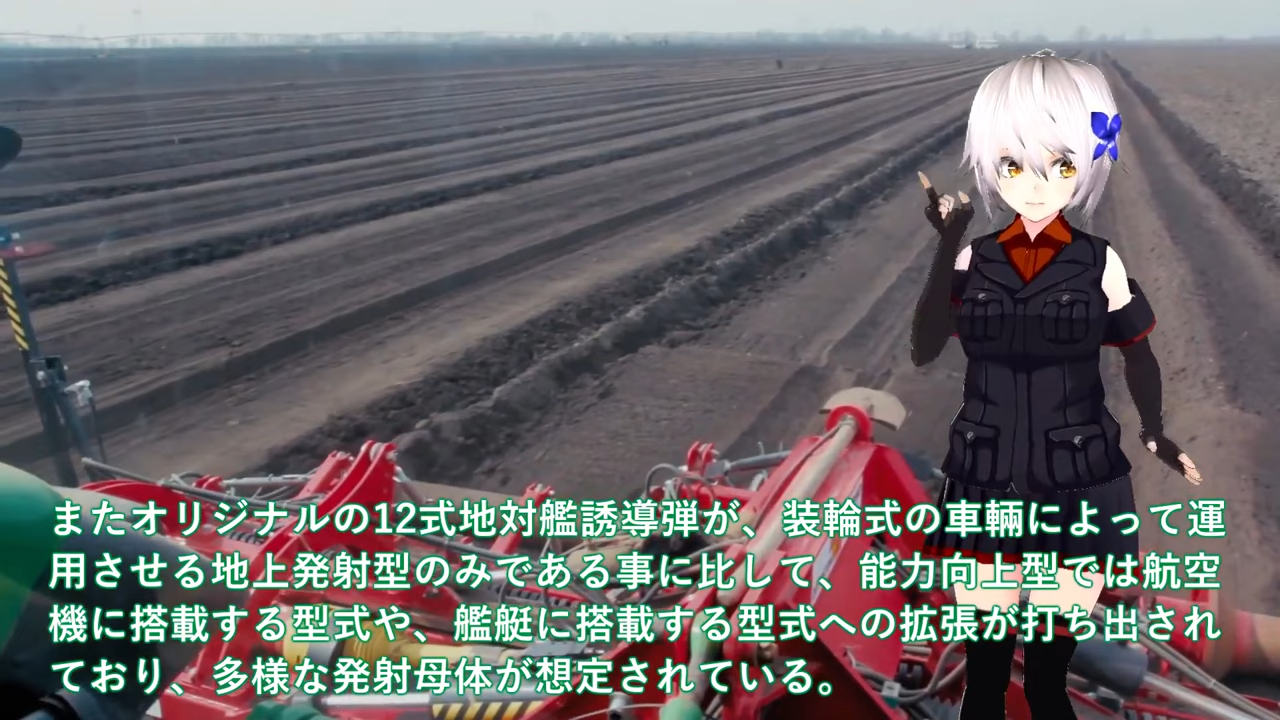 またオリジナルの12式地対艦誘導弾が、装輪式の車輛によって運
用させる地上発射型のみである事に比して、能力向上型では航空
機に搭載する型式や、艦艇に搭載する型式への拡張が打ち出され
ており、多様な発射母体が想定されている。